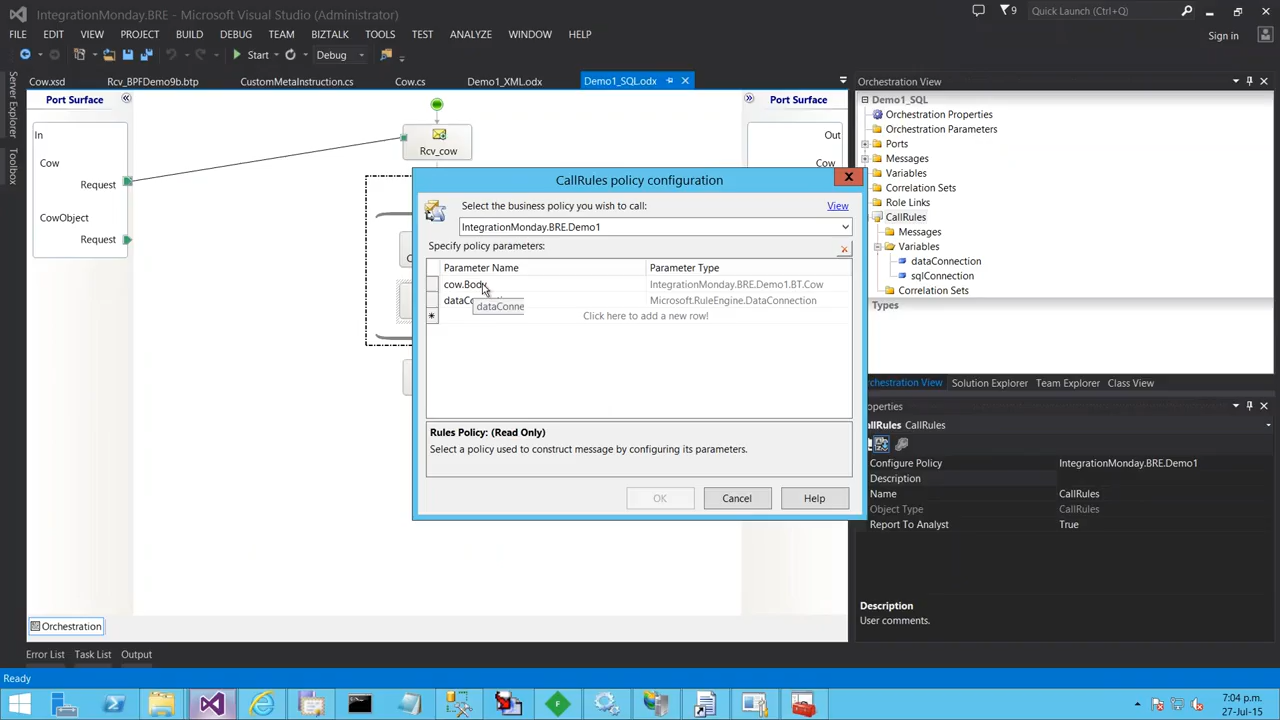 IntegrationMonday.BRE - Microsoft Visual Studio (Administrator)
9
Quick Launch (Ctrl+Q)
FILE EDIT VIEW PROJECT BUILD DEBUG TEAM BIZTALK TOOLS TEST ANALYZE WINDOW HELP
Sign in
Start
Debug
Server Explorer
Toolbox
Cow.xsd
Rcv_BPFDemo9b.btp
CustomMetaInstruction.cs
Cow.cs
Demo1_XML.odx
Demo1_SQL.odx
Port Surface
In
Cow
Request
CowObject
Request
Rcv_cow
Port Surface
Out
Cow
CallRules policy configuration
Select the business policy you wish to call:
View
IntegrationMonday.BRE.Demo1
Specify policy parameters:
Parameter Name
Parameter Type
cow.Body
IntegrationMonday.BRE.Demo1.BT.Cow
Microsoft.RuleEngine.DataConnection
dataConne
Click here to add a new row!
Rules Policy: (Read Only)
Select a policy used to construct message by configuring its parameters.
OK
Cancel
Help
Orchestration
Error List
Task List
Output
Orchestration View
Demo1_SQL
Orchestration Properties
Orchestration Parameters
Ports
Messages
Variables
Correlation Sets
Role Links
CallRules
Messages
Variables
dataConnection
sqlConnection
Correlation Sets
Types
rchestration View
Solution Explorer
Team Explorer
Class View
operties
allRules CallRules
Configure Policy IntegrationMonday.BRE.Demo1
Description
Name CallRules
Object Type CallRules
Report To Analyst True
Description
User comments.
Ready
7:04 p.m.
27-Jul-15